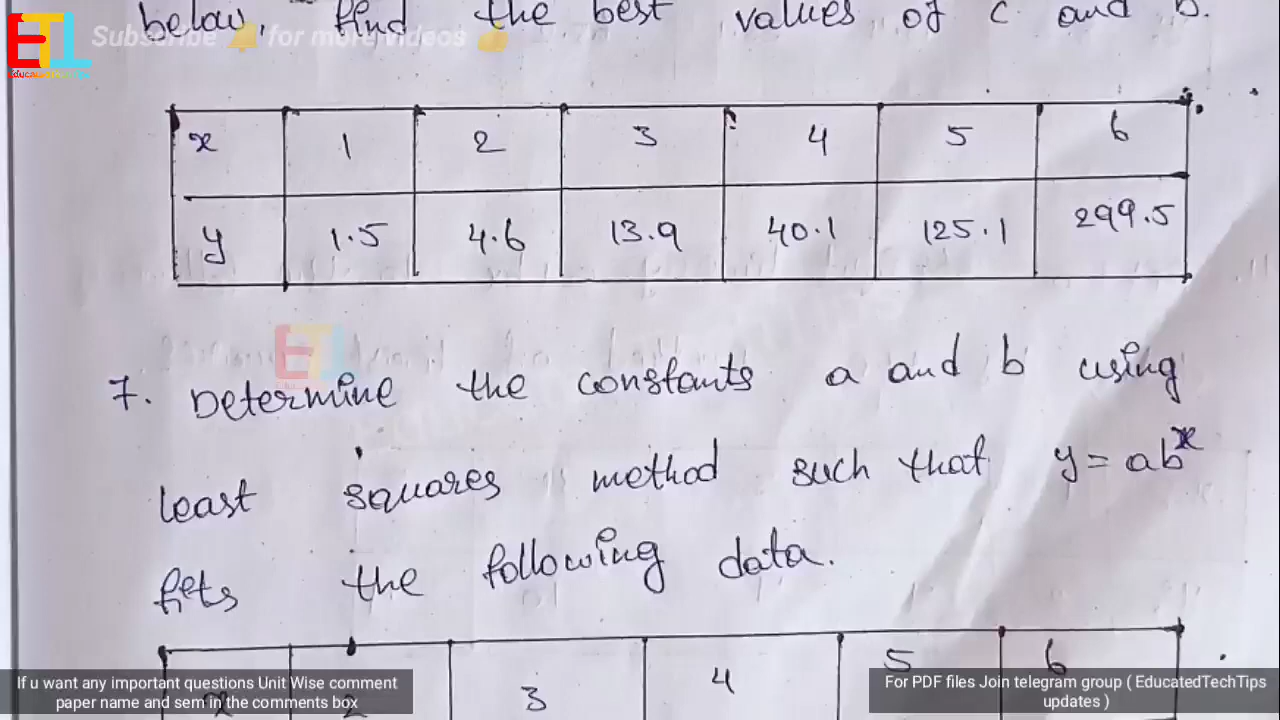 below, find the best values of c and b.
Subscribe 🔔 for more videos 👍
ETL
EducatedTechTips
x 1 2 3 4 5 6
y 1.5 4.6 13.9 40.1 125.1 299.5
7. Determine the constants a and b using
least squares method such that y = ab^x
fits the following data.
x 2 3 4 5 6
If u want any important questions Unit Wise comment
paper name and sem in the comments box
For PDF files Join telegram group ( EducatedTechTips
updates )